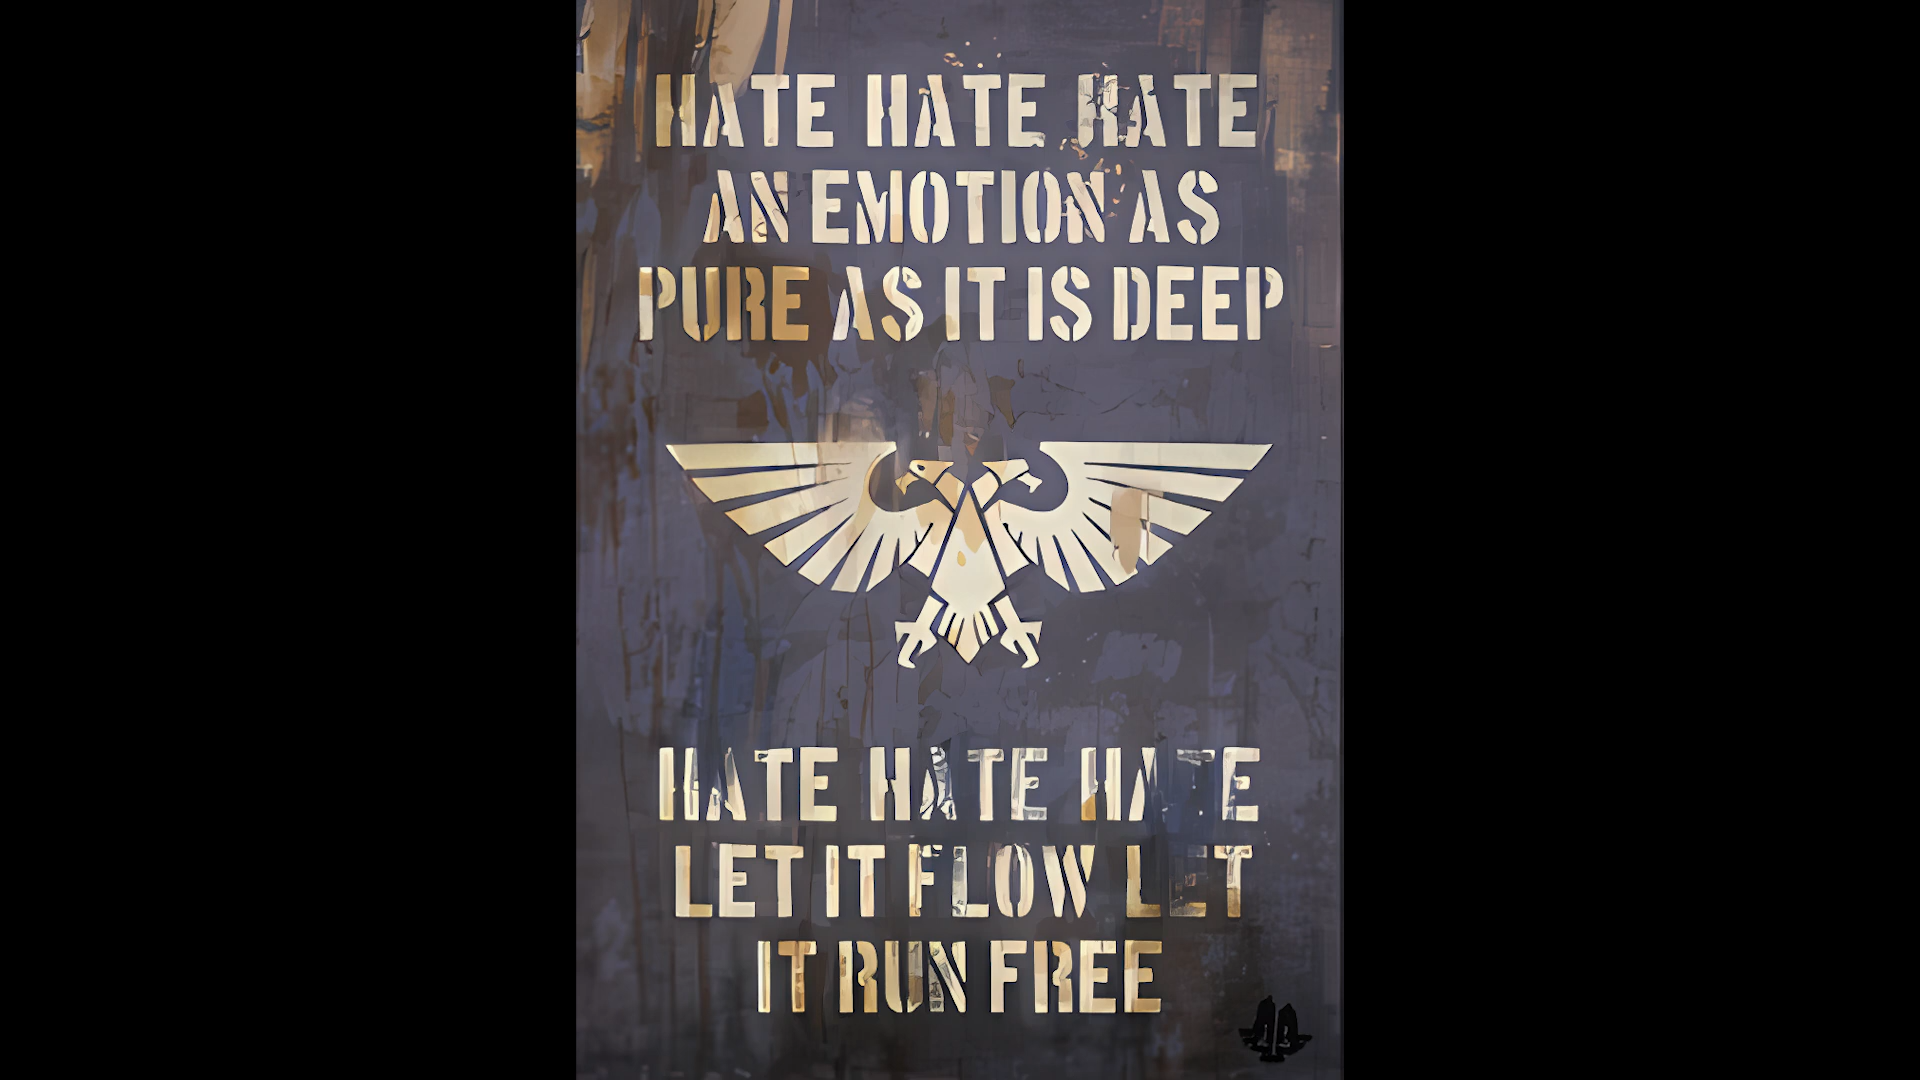 HATE HATE HATE
AN EMOTION AS
PURE AS IT IS DEEP
HATE HATE HATE
LET IT FLOW LET
IT RUN FREE